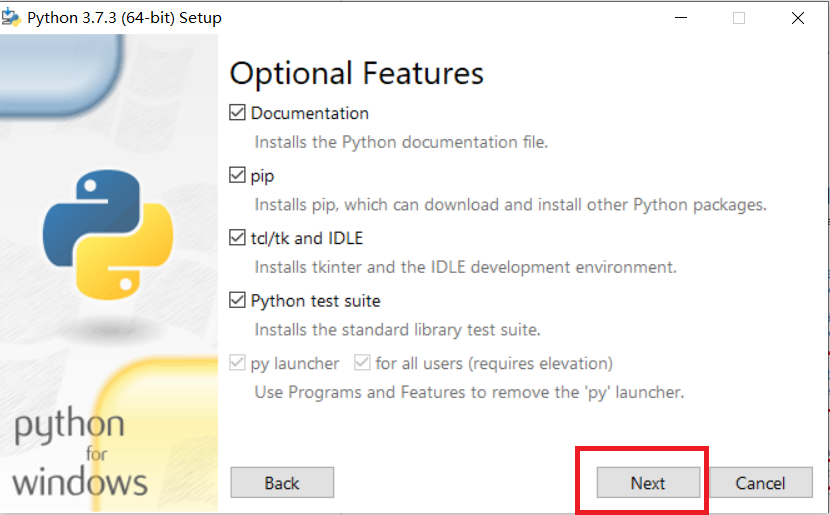 Python 3.7.3 (64-bit) Setup
Optional Features
Documentation
Installs the Python documentation file.
pip
Installs pip, which can download and install other Python packages.
tcl/tk and IDLE
Installs tkinter and the IDLE development environment.
Python test suite
Installs the standard library test suite.
py launcher for all users (requires elevation)
Use Programs and Features to remove the 'py' launcher.
python
for
windows
Back Next Cancel